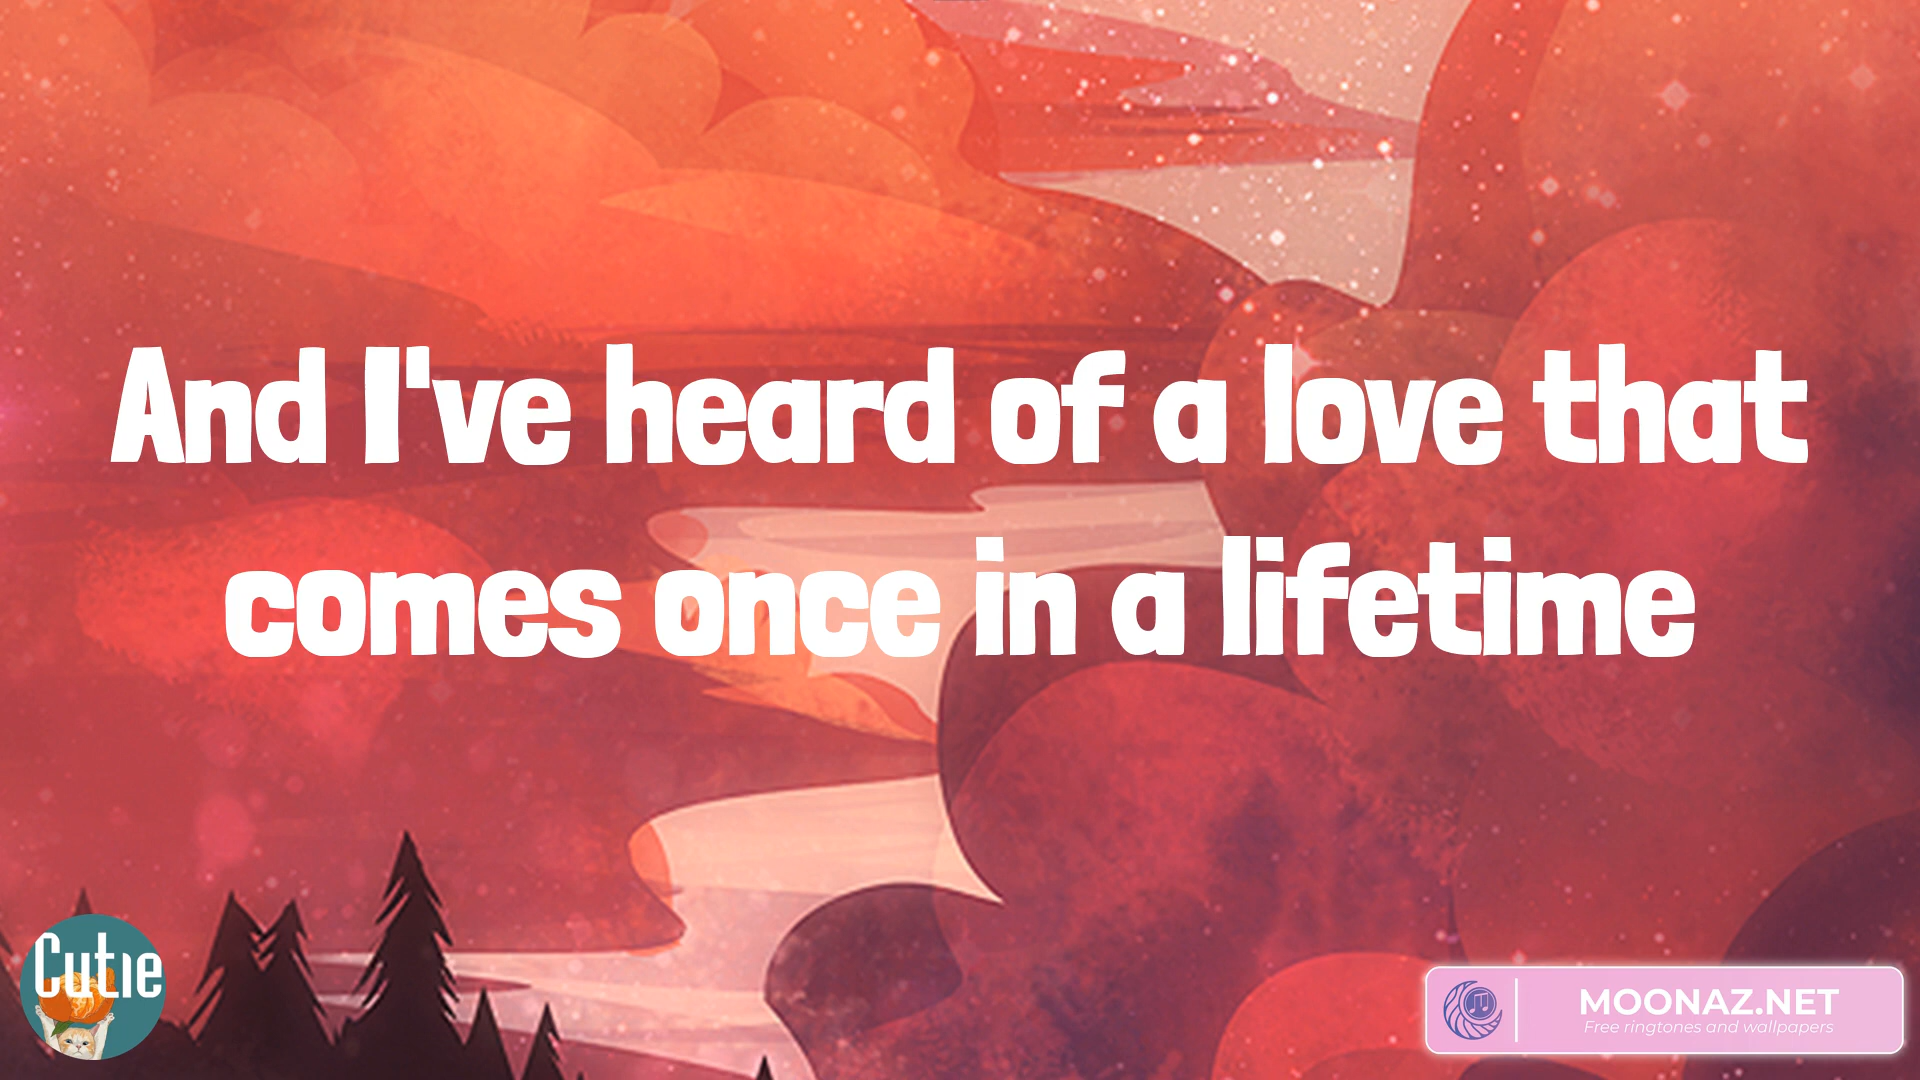 And I've heard of a love that
comes once in a lifetime
Cutie
MOONAZ.NET
Free ringtones and wallpapers